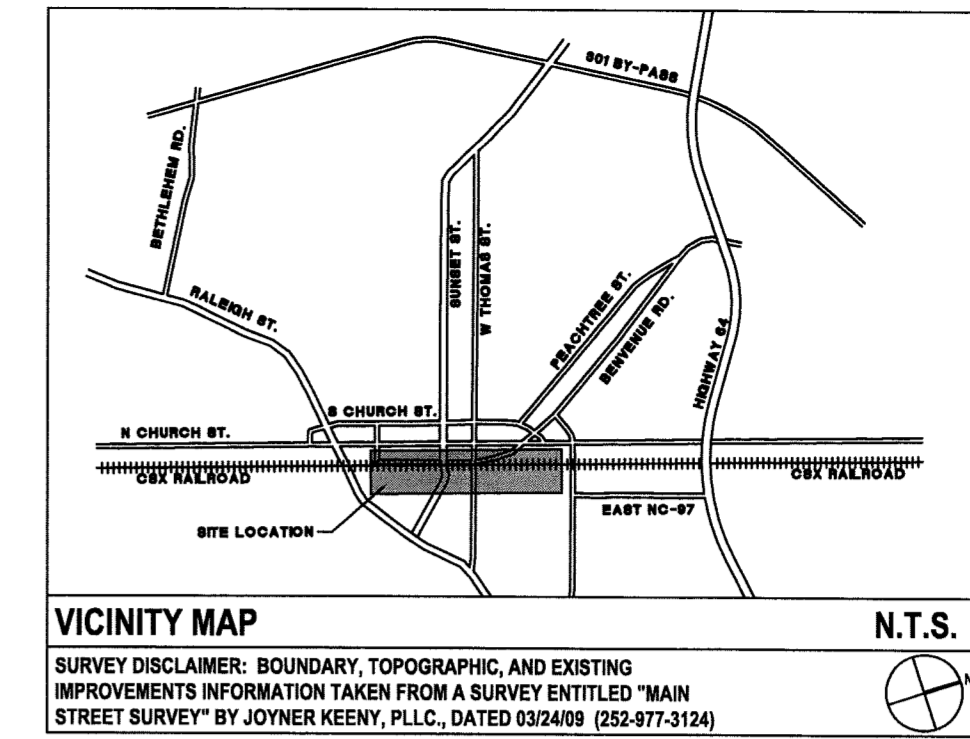 301 BY-PASS
BETHLEHEM RD.
RALEIGH ST.
SUNSET ST.
W THOMAS ST.
PEACHTREE ST.
BENVENUE RD.
HIGHWAY 64
S CHURCH ST.
N CHURCH ST.
CSX RAILROAD
CSX RAILROAD
EAST NC-97
SITE LOCATION
VICINITY MAP
N.T.S.
SURVEY DISCLAIMER: BOUNDARY, TOPOGRAPHIC, AND EXISTING
IMPROVEMENTS INFORMATION TAKEN FROM A SURVEY ENTITLED "MAIN
STREET SURVEY" BY JOYNER KEENY, PLLC., DATED 03/24/09 (252-977-3124)
N